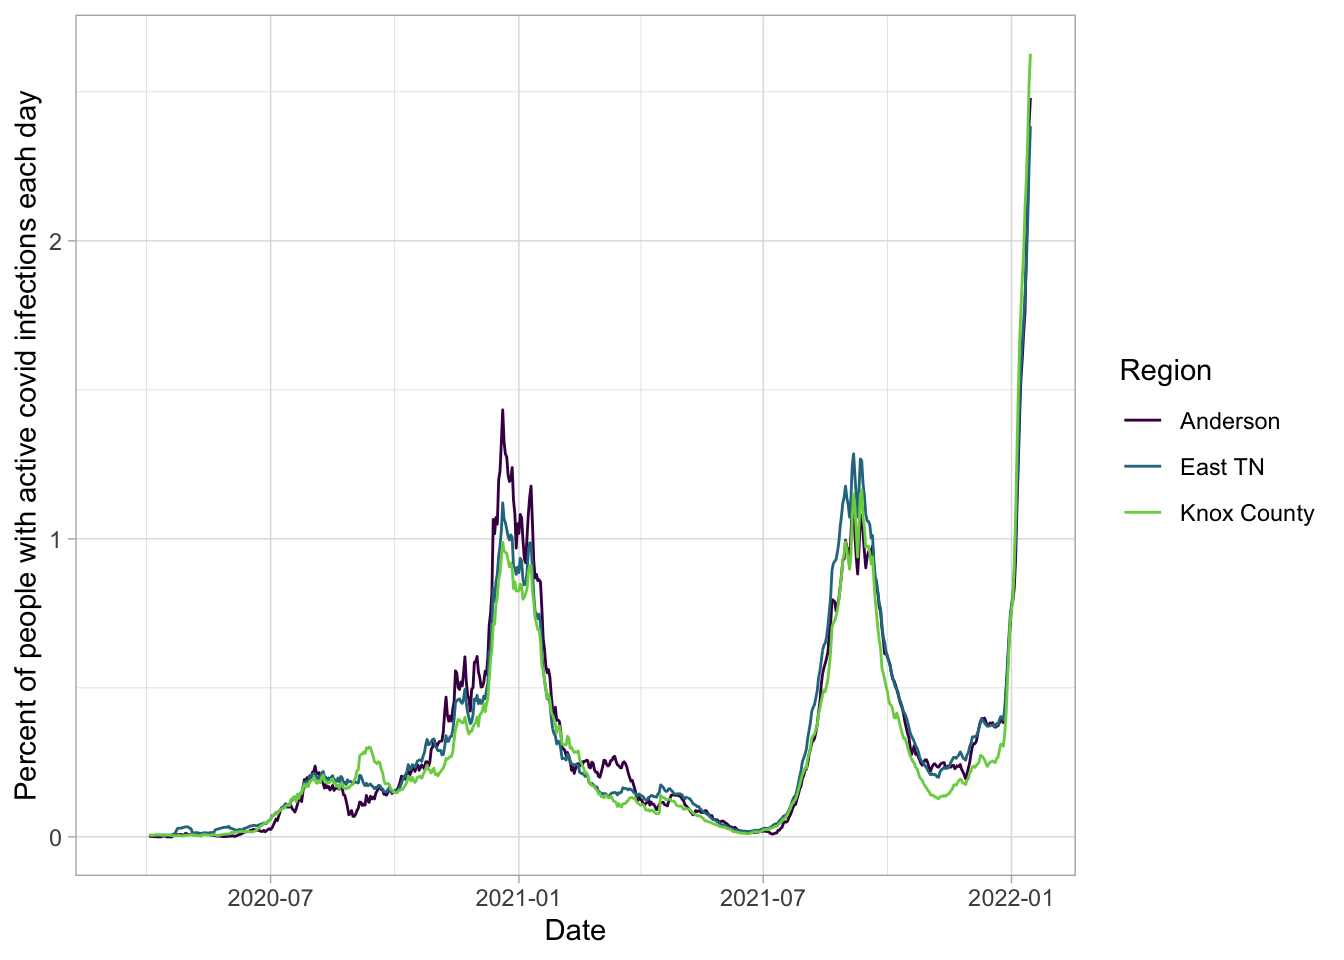 Percent of people with active covid infections each day
2
1
0
2020-07
2021-01
2021-07
2022-01
Date
Region
Anderson
East TN
Knox County